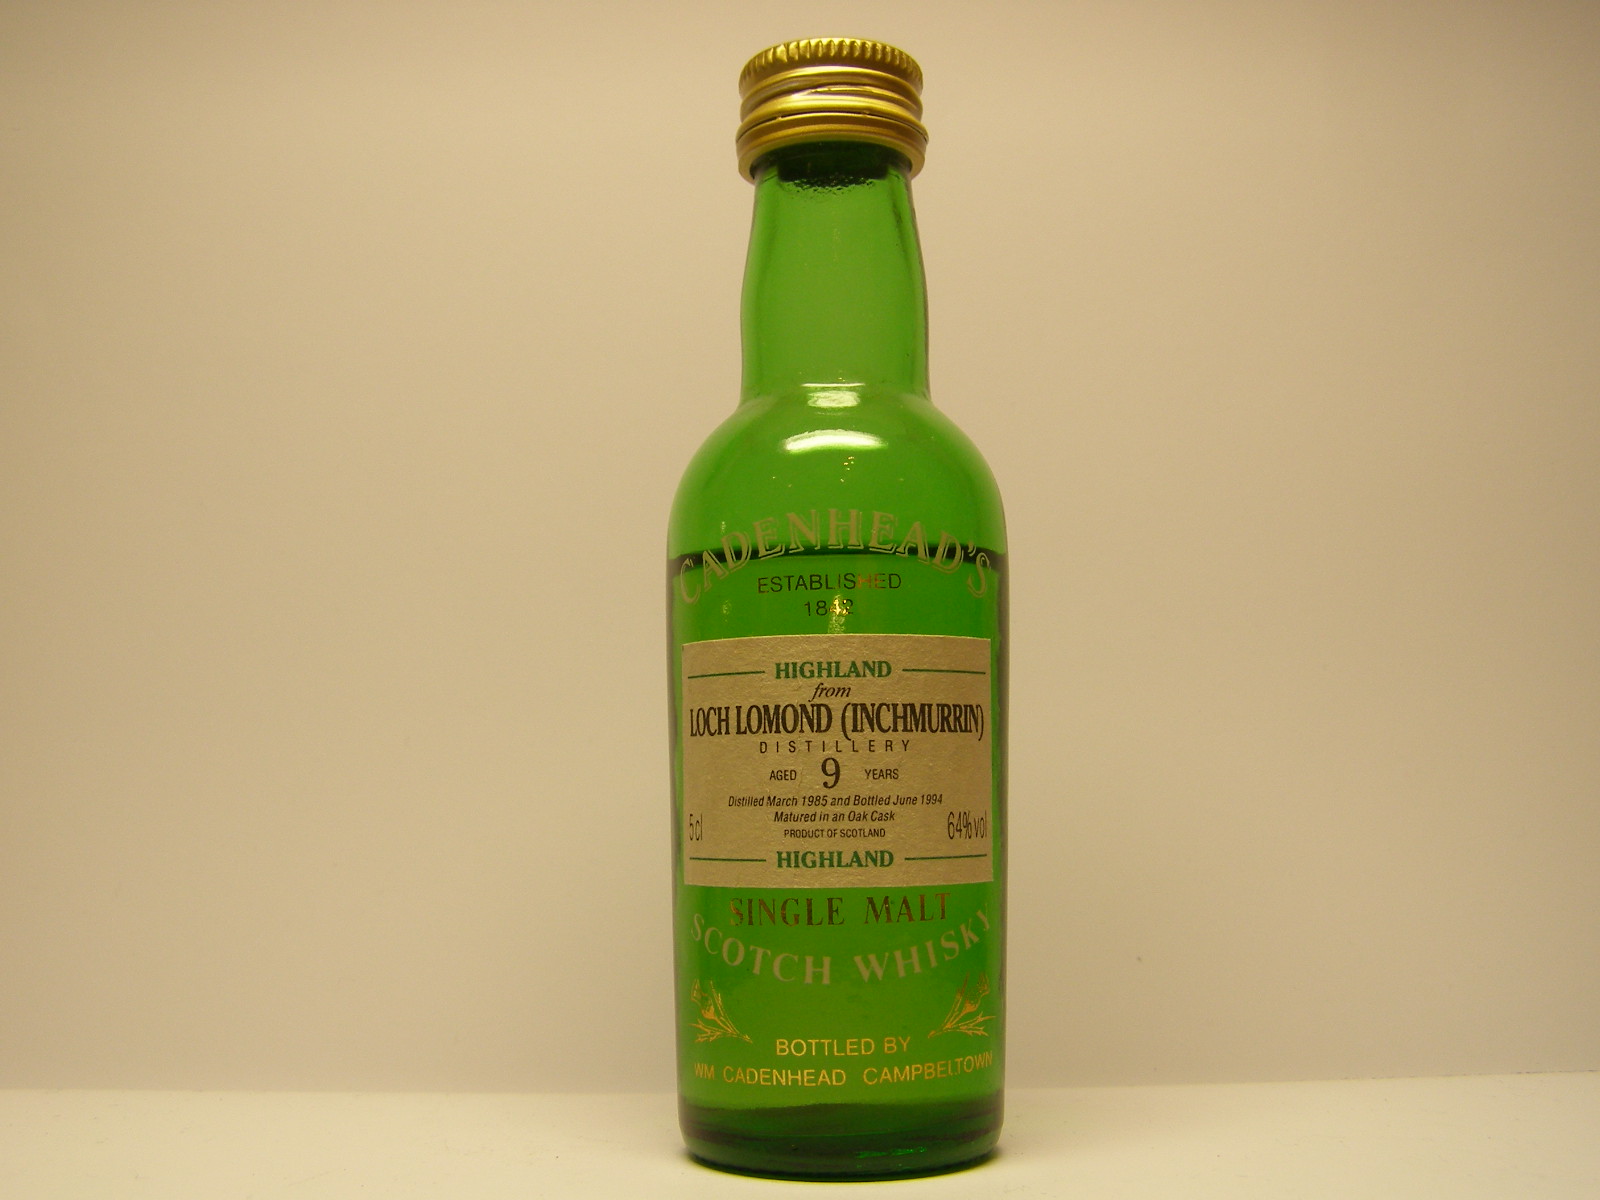 CADENHEAD'S
ESTABLISHED
1842
HIGHLAND
from
LOCH LOMOND (INCHMURRIN)
DISTILLERY
AGED 9 YEARS
Distilled March 1985 and Bottled June 1994
Matured in an Oak Cask
5cl PRODUCT OF SCOTLAND 64% vol
HIGHLAND
SINGLE MALT
SCOTCH WHISKY
BOTTLED BY
WM CADENHEAD CAMPBELTOWN